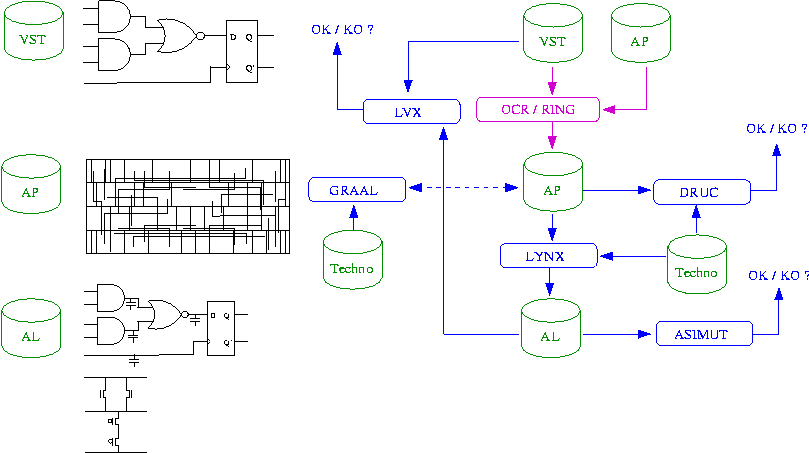 VST
D Q
Q'
OK / KO ?
VST
AP
LVX
OCR / RING
OK / KO ?
AP
GRAAL
AP
DRUC
LYNX
Techno
Techno
OK / KO ?
AL
D Q
Q'
AL
ASIMUT